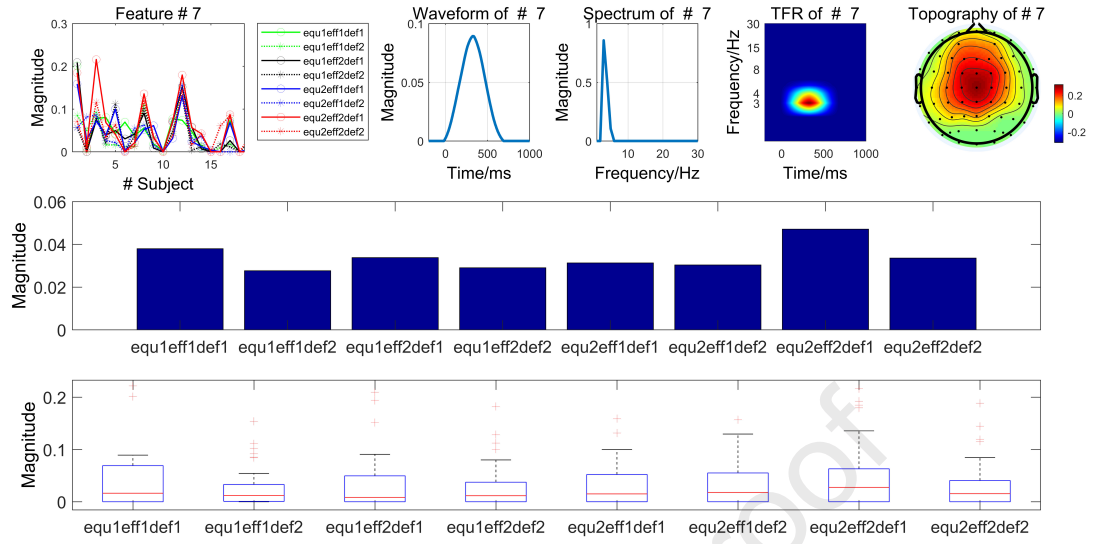 Feature # 7
Waveform of # 7
Spectrum of # 7
TFR of # 7
Topography of # 7
Magnitude
0.3
0.2
0.1
0
5
10
15
# Subject
equ1eff1def1
equ1eff1def2
equ1eff2def1
equ1eff2def2
equ2eff1def1
equ2eff1def2
equ2eff2def1
equ2eff2def2
Magnitude
0.1
0.05
0
0
500
1000
Time/ms
Magnitude
1
0.5
0
0
10
20
30
Frequency/Hz
Frequency/Hz
30
20
15
8
4
3
0
500
1000
Time/ms
0.2
0
-0.2
Magnitude
0.06
0.04
0.02
0
equ1eff1def1 equ1eff1def2 equ1eff2def1 equ1eff2def2 equ2eff1def1 equ2eff1def2 equ2eff2def1 equ2eff2def2
Magnitude
0.2
0.1
0
equ1eff1def1 equ1eff1def2 equ1eff2def1 equ1eff2def2 equ2eff1def1 equ2eff1def2 equ2eff2def1 equ2eff2def2
roof